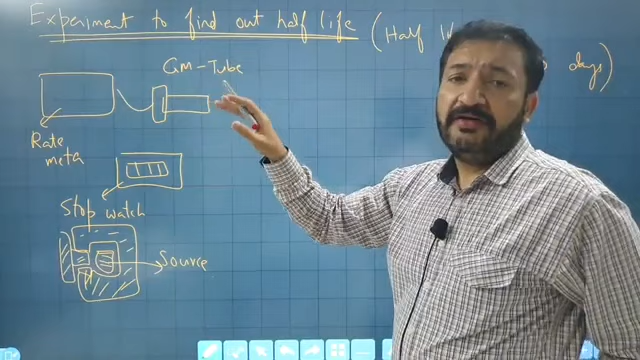 Experiment to find out half life
(Half
days)
GM-Tube
Rate
meta
Stop watch
Source